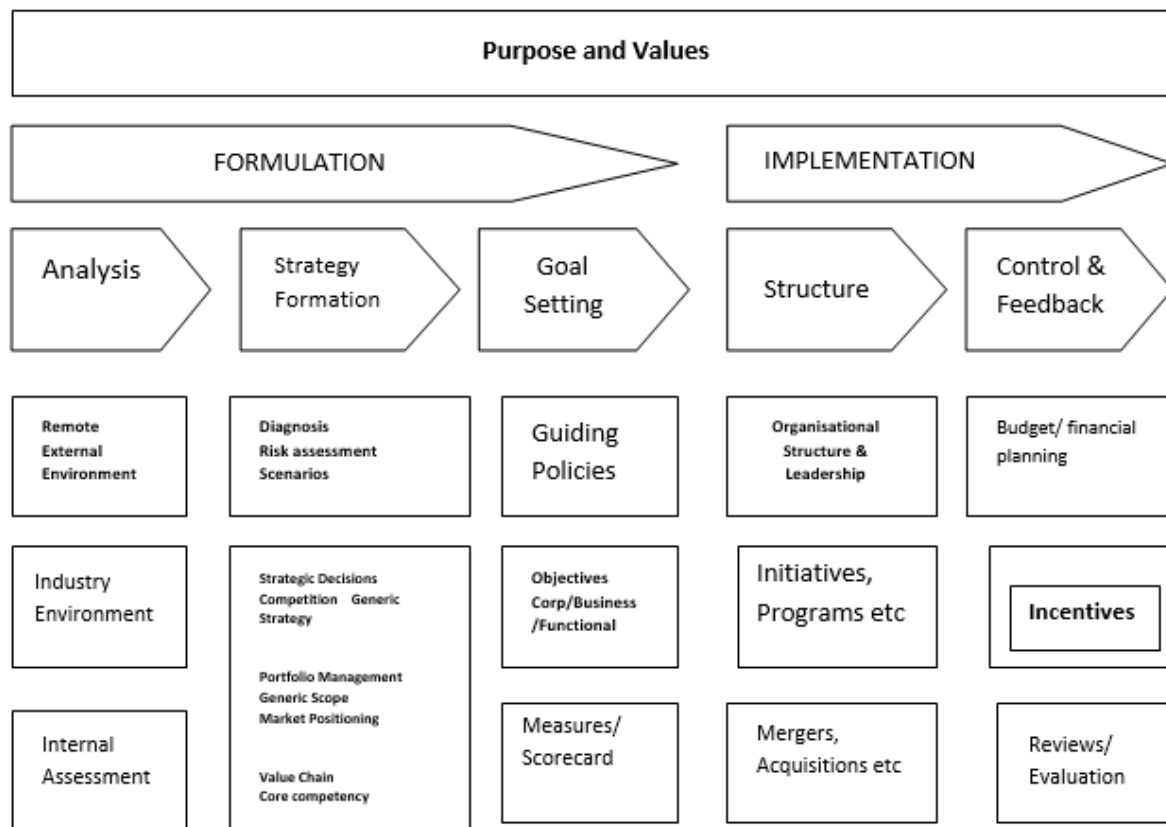 Purpose and Values
FORMULATION
IMPLEMENTATION
Analysis
Strategy
Formation
Goal
Setting
Structure
Control &
Feedback
Remote
External
Environment
Diagnosis
Risk assessment
Scenarios
Guiding
Policies
Organisational
Structure &
Leadership
Budget/ financial
planning
Industry
Environment
Strategic Decisions
Competition Generic
Strategy
Portfolio Management
Generic Scope
Market Positioning
Value Chain
Core competency
Objectives
Corp/Business
/Functional
Initiatives,
Programs etc
Incentives
Internal
Assessment
Measures/
Scorecard
Mergers,
Acquisitions etc
Reviews/
Evaluation